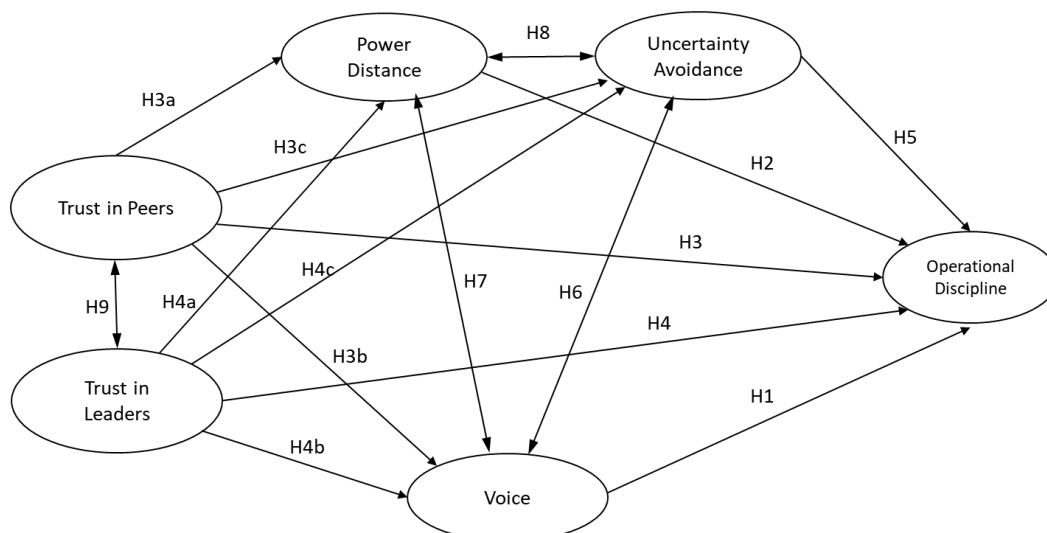 Power
Distance
H8
Uncertainty
Avoidance
H3a
H3c
H2
H5
Trust in Peers
H3
Operational
Discipline
H4c
H4a
H7
H6
H9
H4
H3b
Trust in
Leaders
H1
H4b
Voice